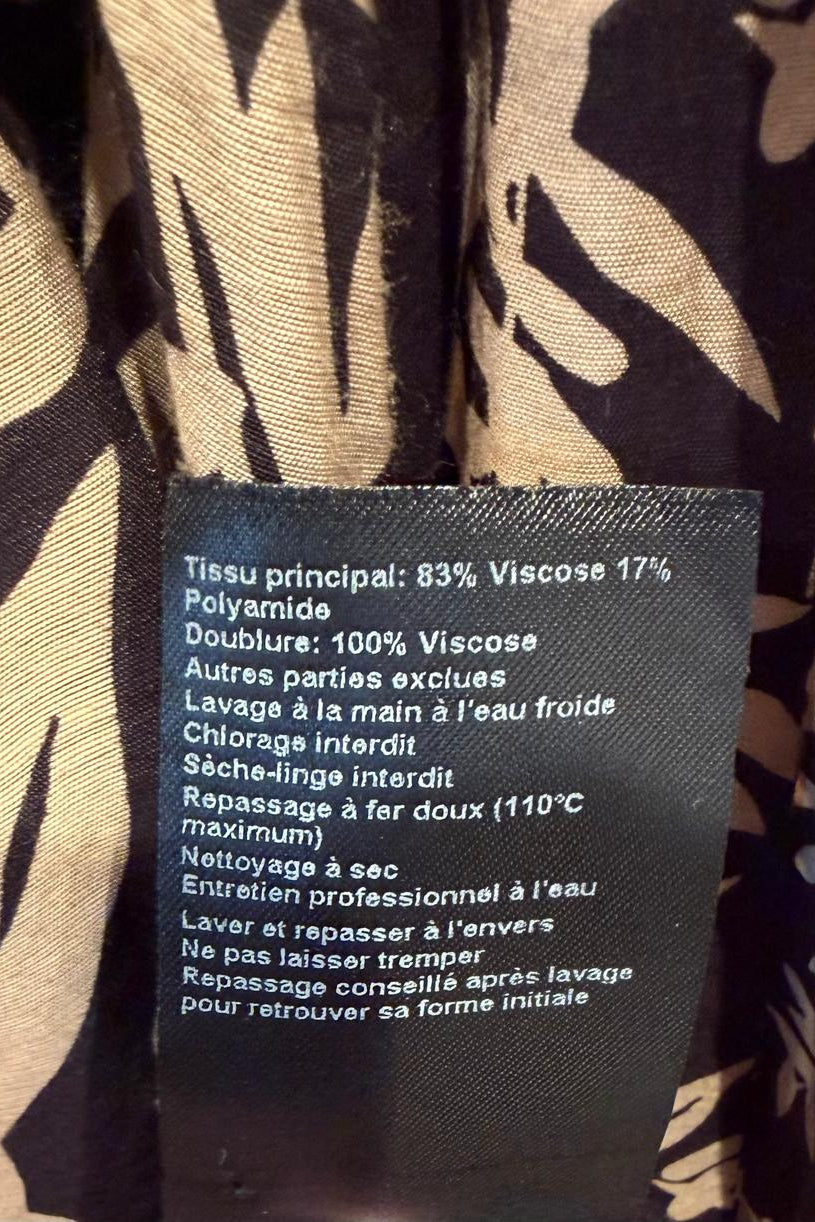 Tissu principal: 83% Viscose 17%
Polyamide
Doublure: 100% Viscose
Autres parties exclues
Lavage à la main à l'eau froide
Chlorage interdit
Sèche-linge interdit
Repassage à fer doux (110°C
maximum)
Nettoyage à sec
Entretien professionnel à l'eau
Laver et repasser à l'envers
Ne pas laisser tremper
Repassage conseillé après lavage
pour retrouver sa forme initiale